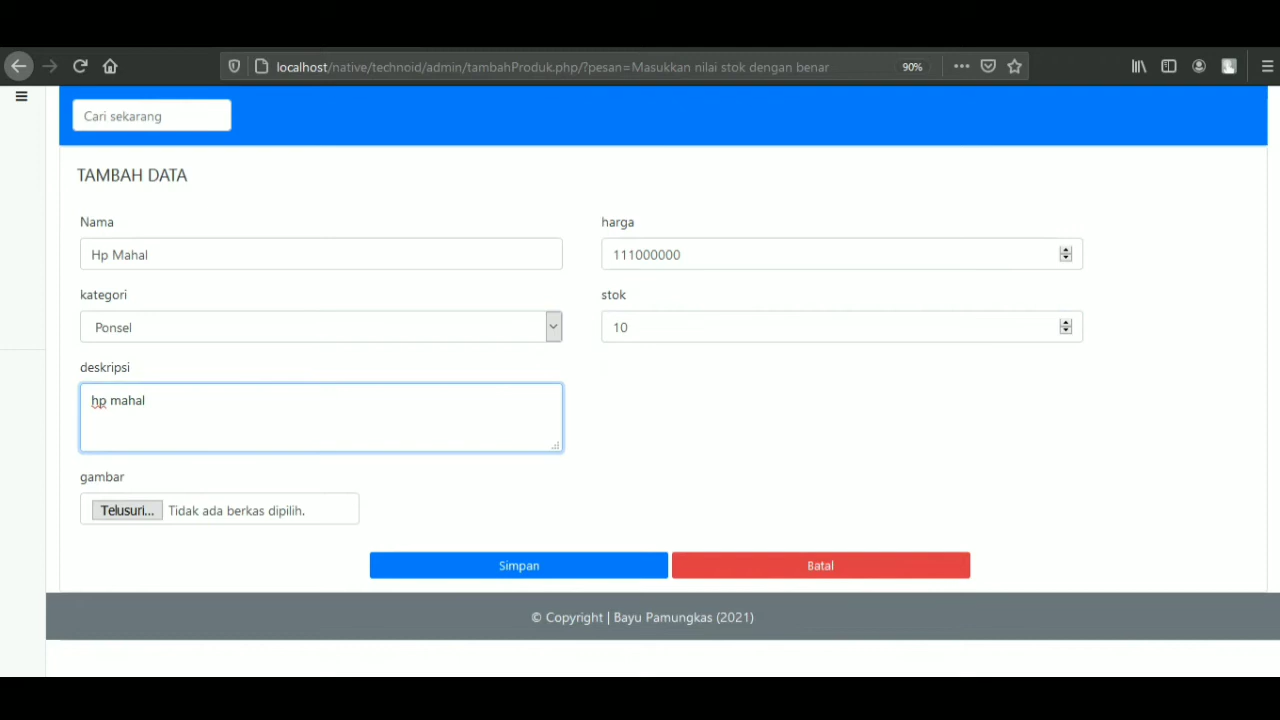 localhost/native/technoid/admin/tambahProduk.php/?pesan=Masukkan nilai stok dengan benar
90%
Cari sekarang
TAMBAH DATA
Nama
harga
Hp Mahal
111000000
kategori
stok
Ponsel
10
deskripsi
hp mahal
gambar
Telusuri... Tidak ada berkas dipilih.
Simpan
Batal
© Copyright | Bayu Pamungkas (2021)